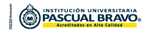 INSTITUCIÓN UNIVERSITARIA
PASCUAL BRAVO®
Acreditados en Alta Calidad